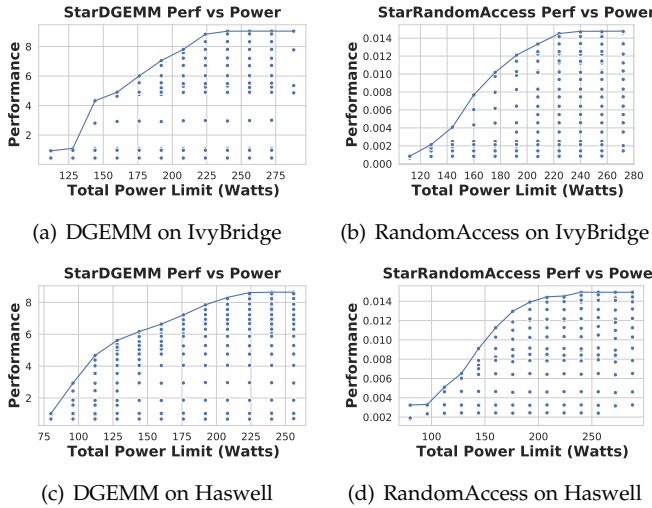 StarDGEMM Perf vs Power
Performance
8
6
4
2
125 150 175 200 225 250 275
Total Power Limit (Watts)
(a) DGEMM on IvyBridge
StarRandomAccess Perf vs Power
Performance
0.014
0.012
0.010
0.008
0.006
0.004
0.002
0.000
120 140 160 180 200 220 240 260 280
Total Power Limit (Watts)
(b) RandomAccess on IvyBridge
StarDGEMM Perf vs Power
Performance
8
6
4
2
75 100 125 150 175 200 225 250
Total Power Limit (Watts)
(c) DGEMM on Haswell
StarRandomAccess Perf vs Powe
Performance
0.014
0.012
0.010
0.008
0.006
0.004
0.002
100 150 200 250
Total Power Limit (Watts)
(d) RandomAccess on Haswell